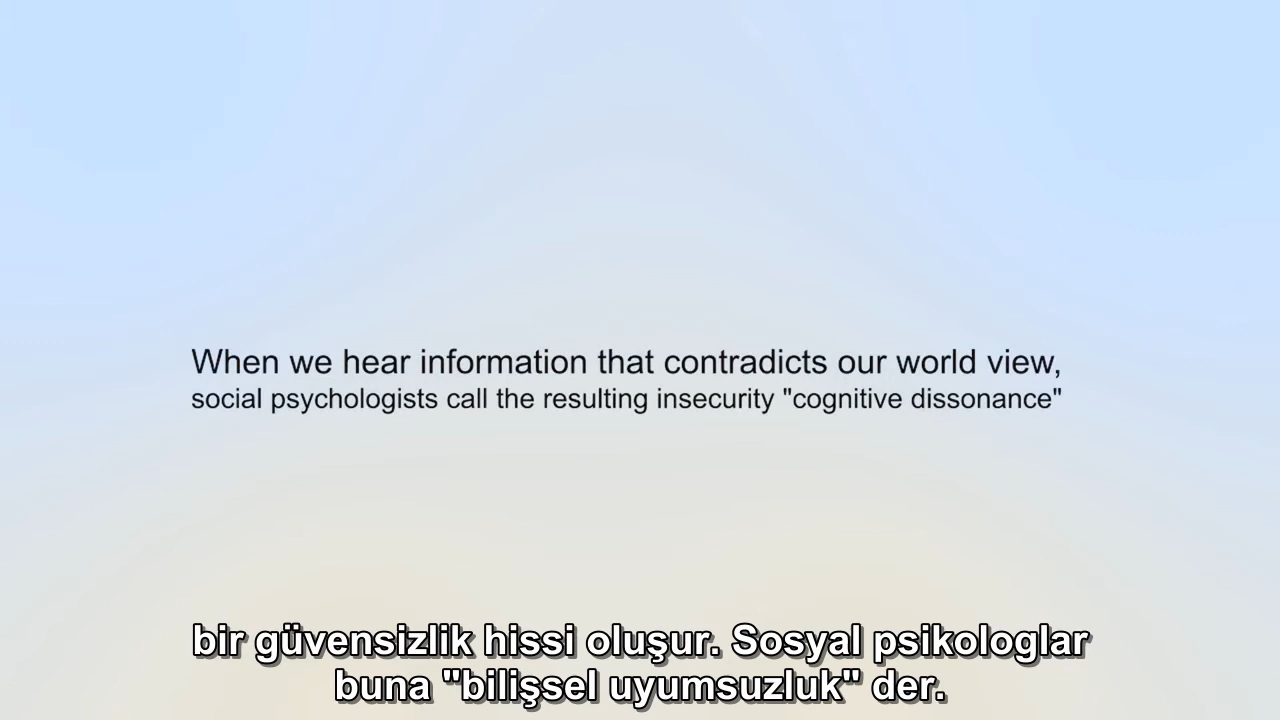 When we hear information that contradicts our world view,
social psychologists call the resulting insecurity "cognitive dissonance"
bir güvensizlik hissi oluşur. Sosyal psikologlar
buna "bilişsel uyumsuzluk" der.